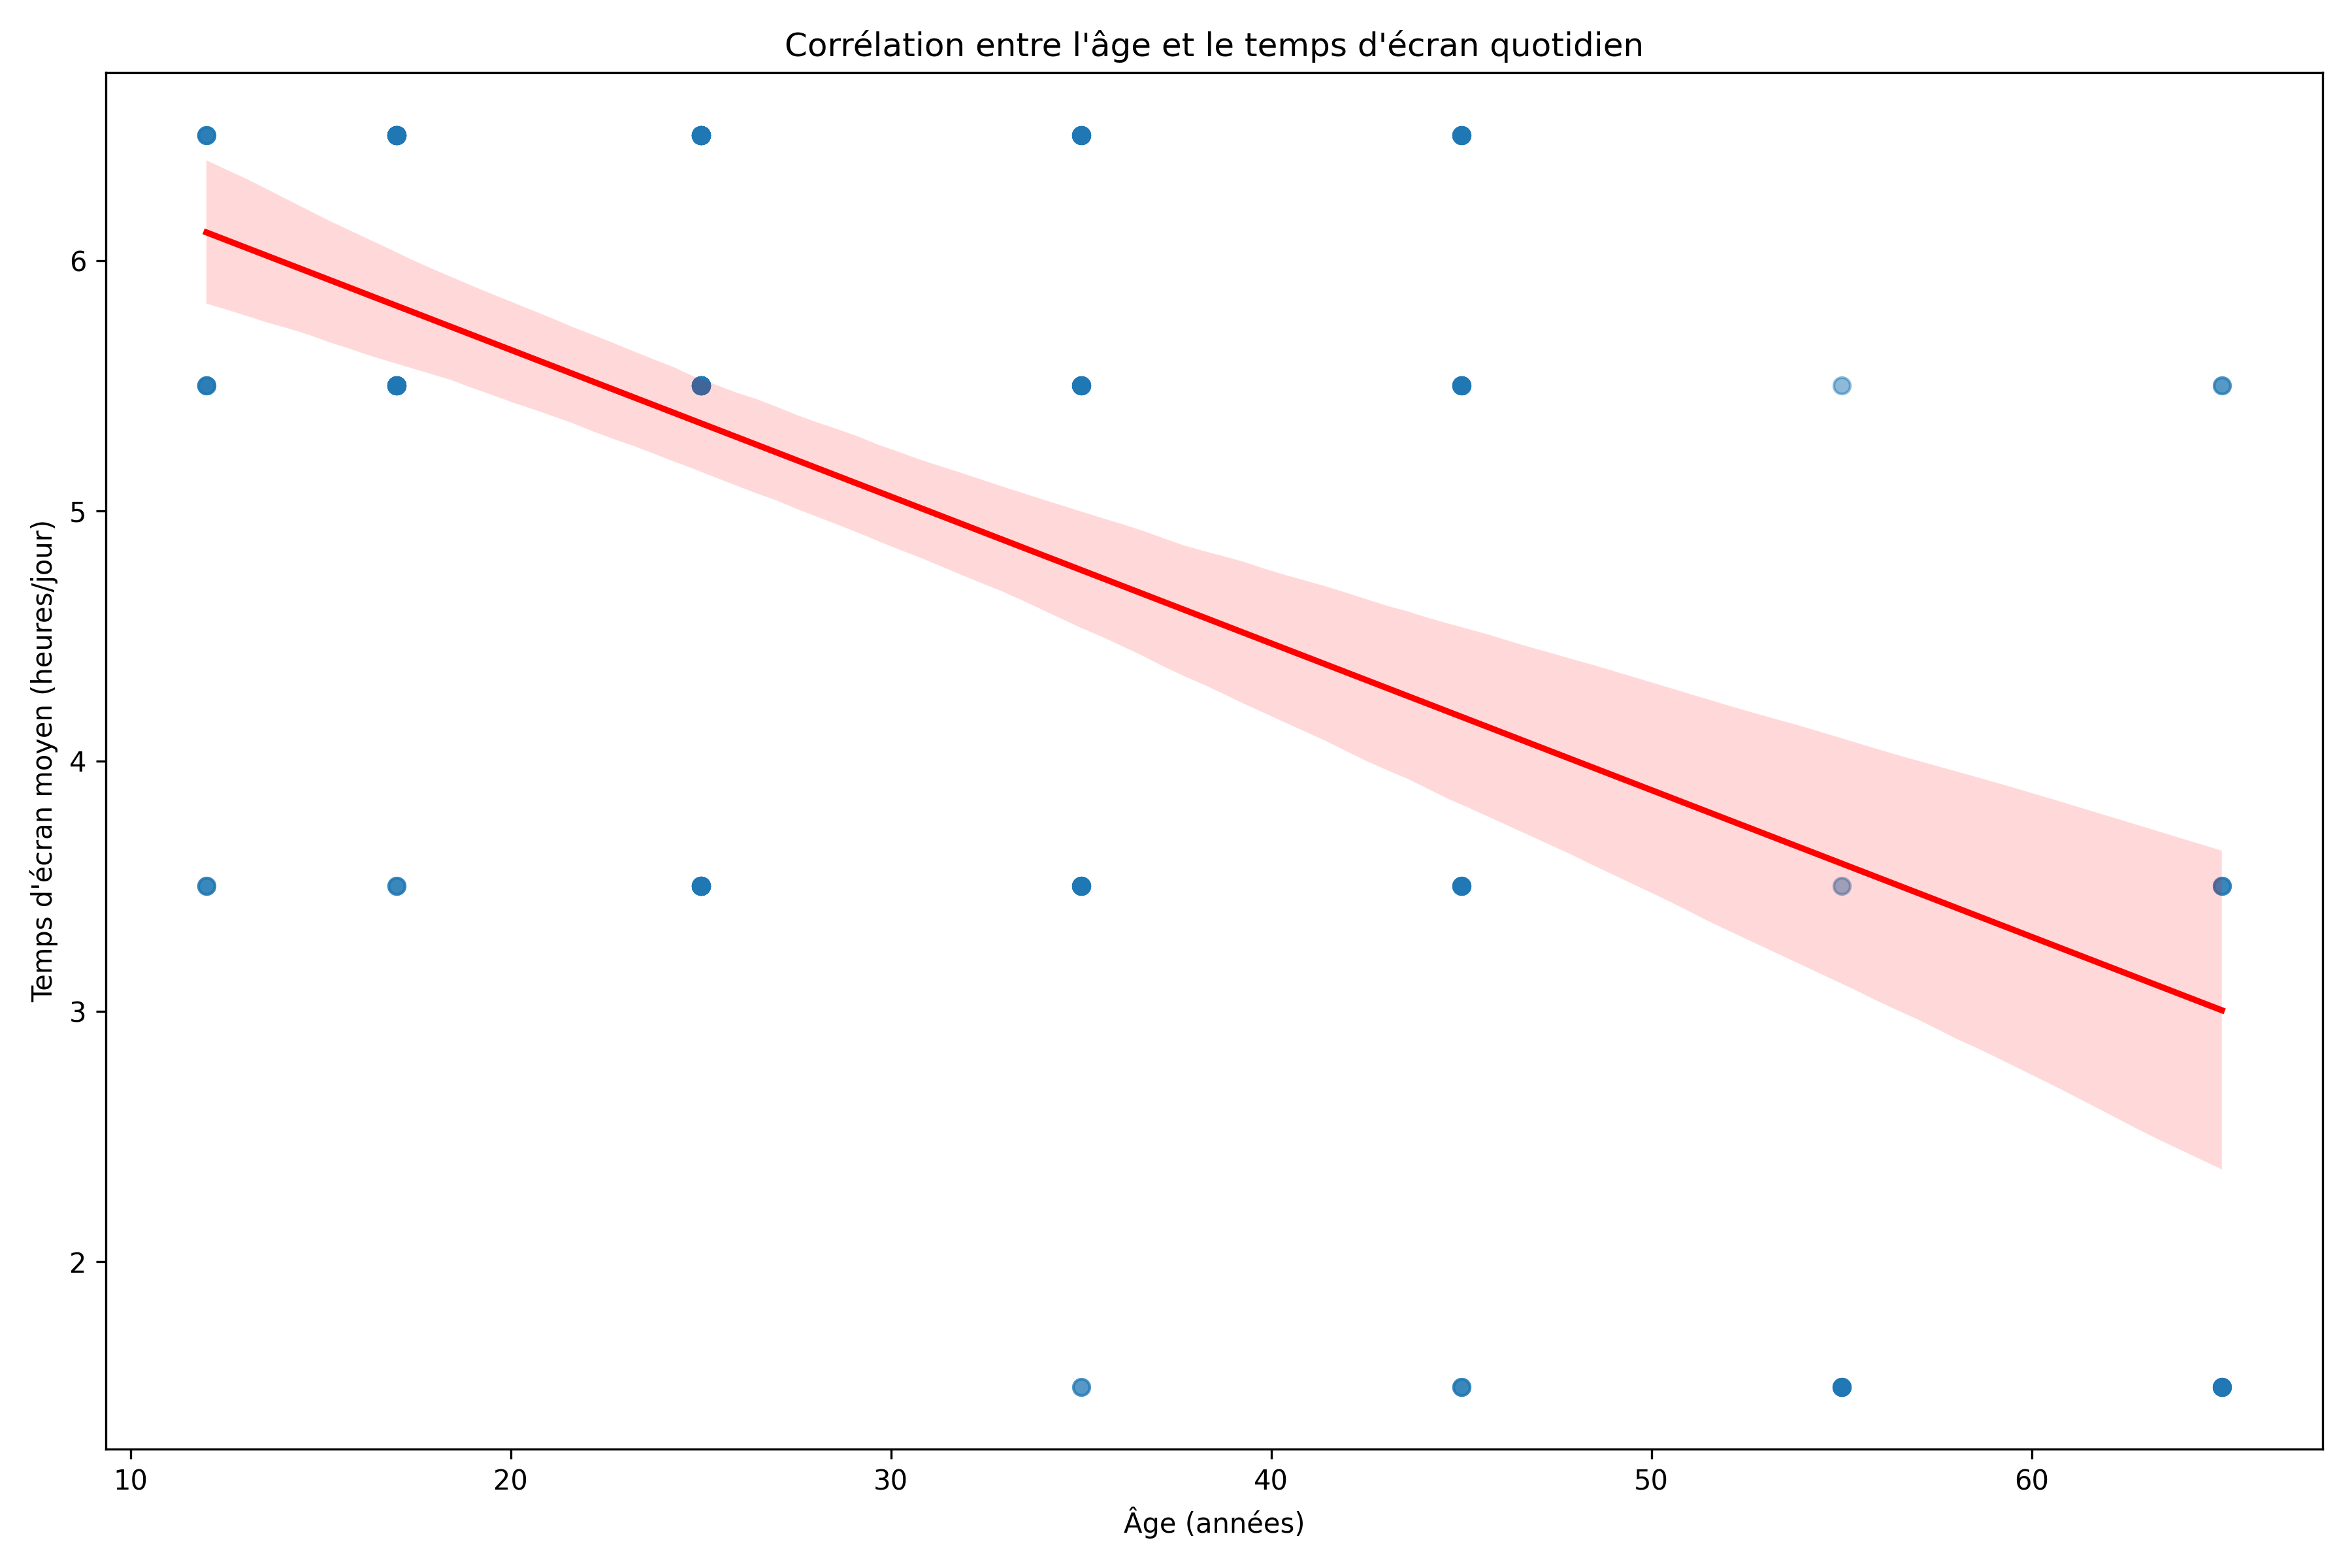 Corrélation entre l'âge et le temps d'écran quotidien
Temps d'écran moyen (heures/jour)
6
5
4
3
2
10 20 30 40 50 60
Âge (années)